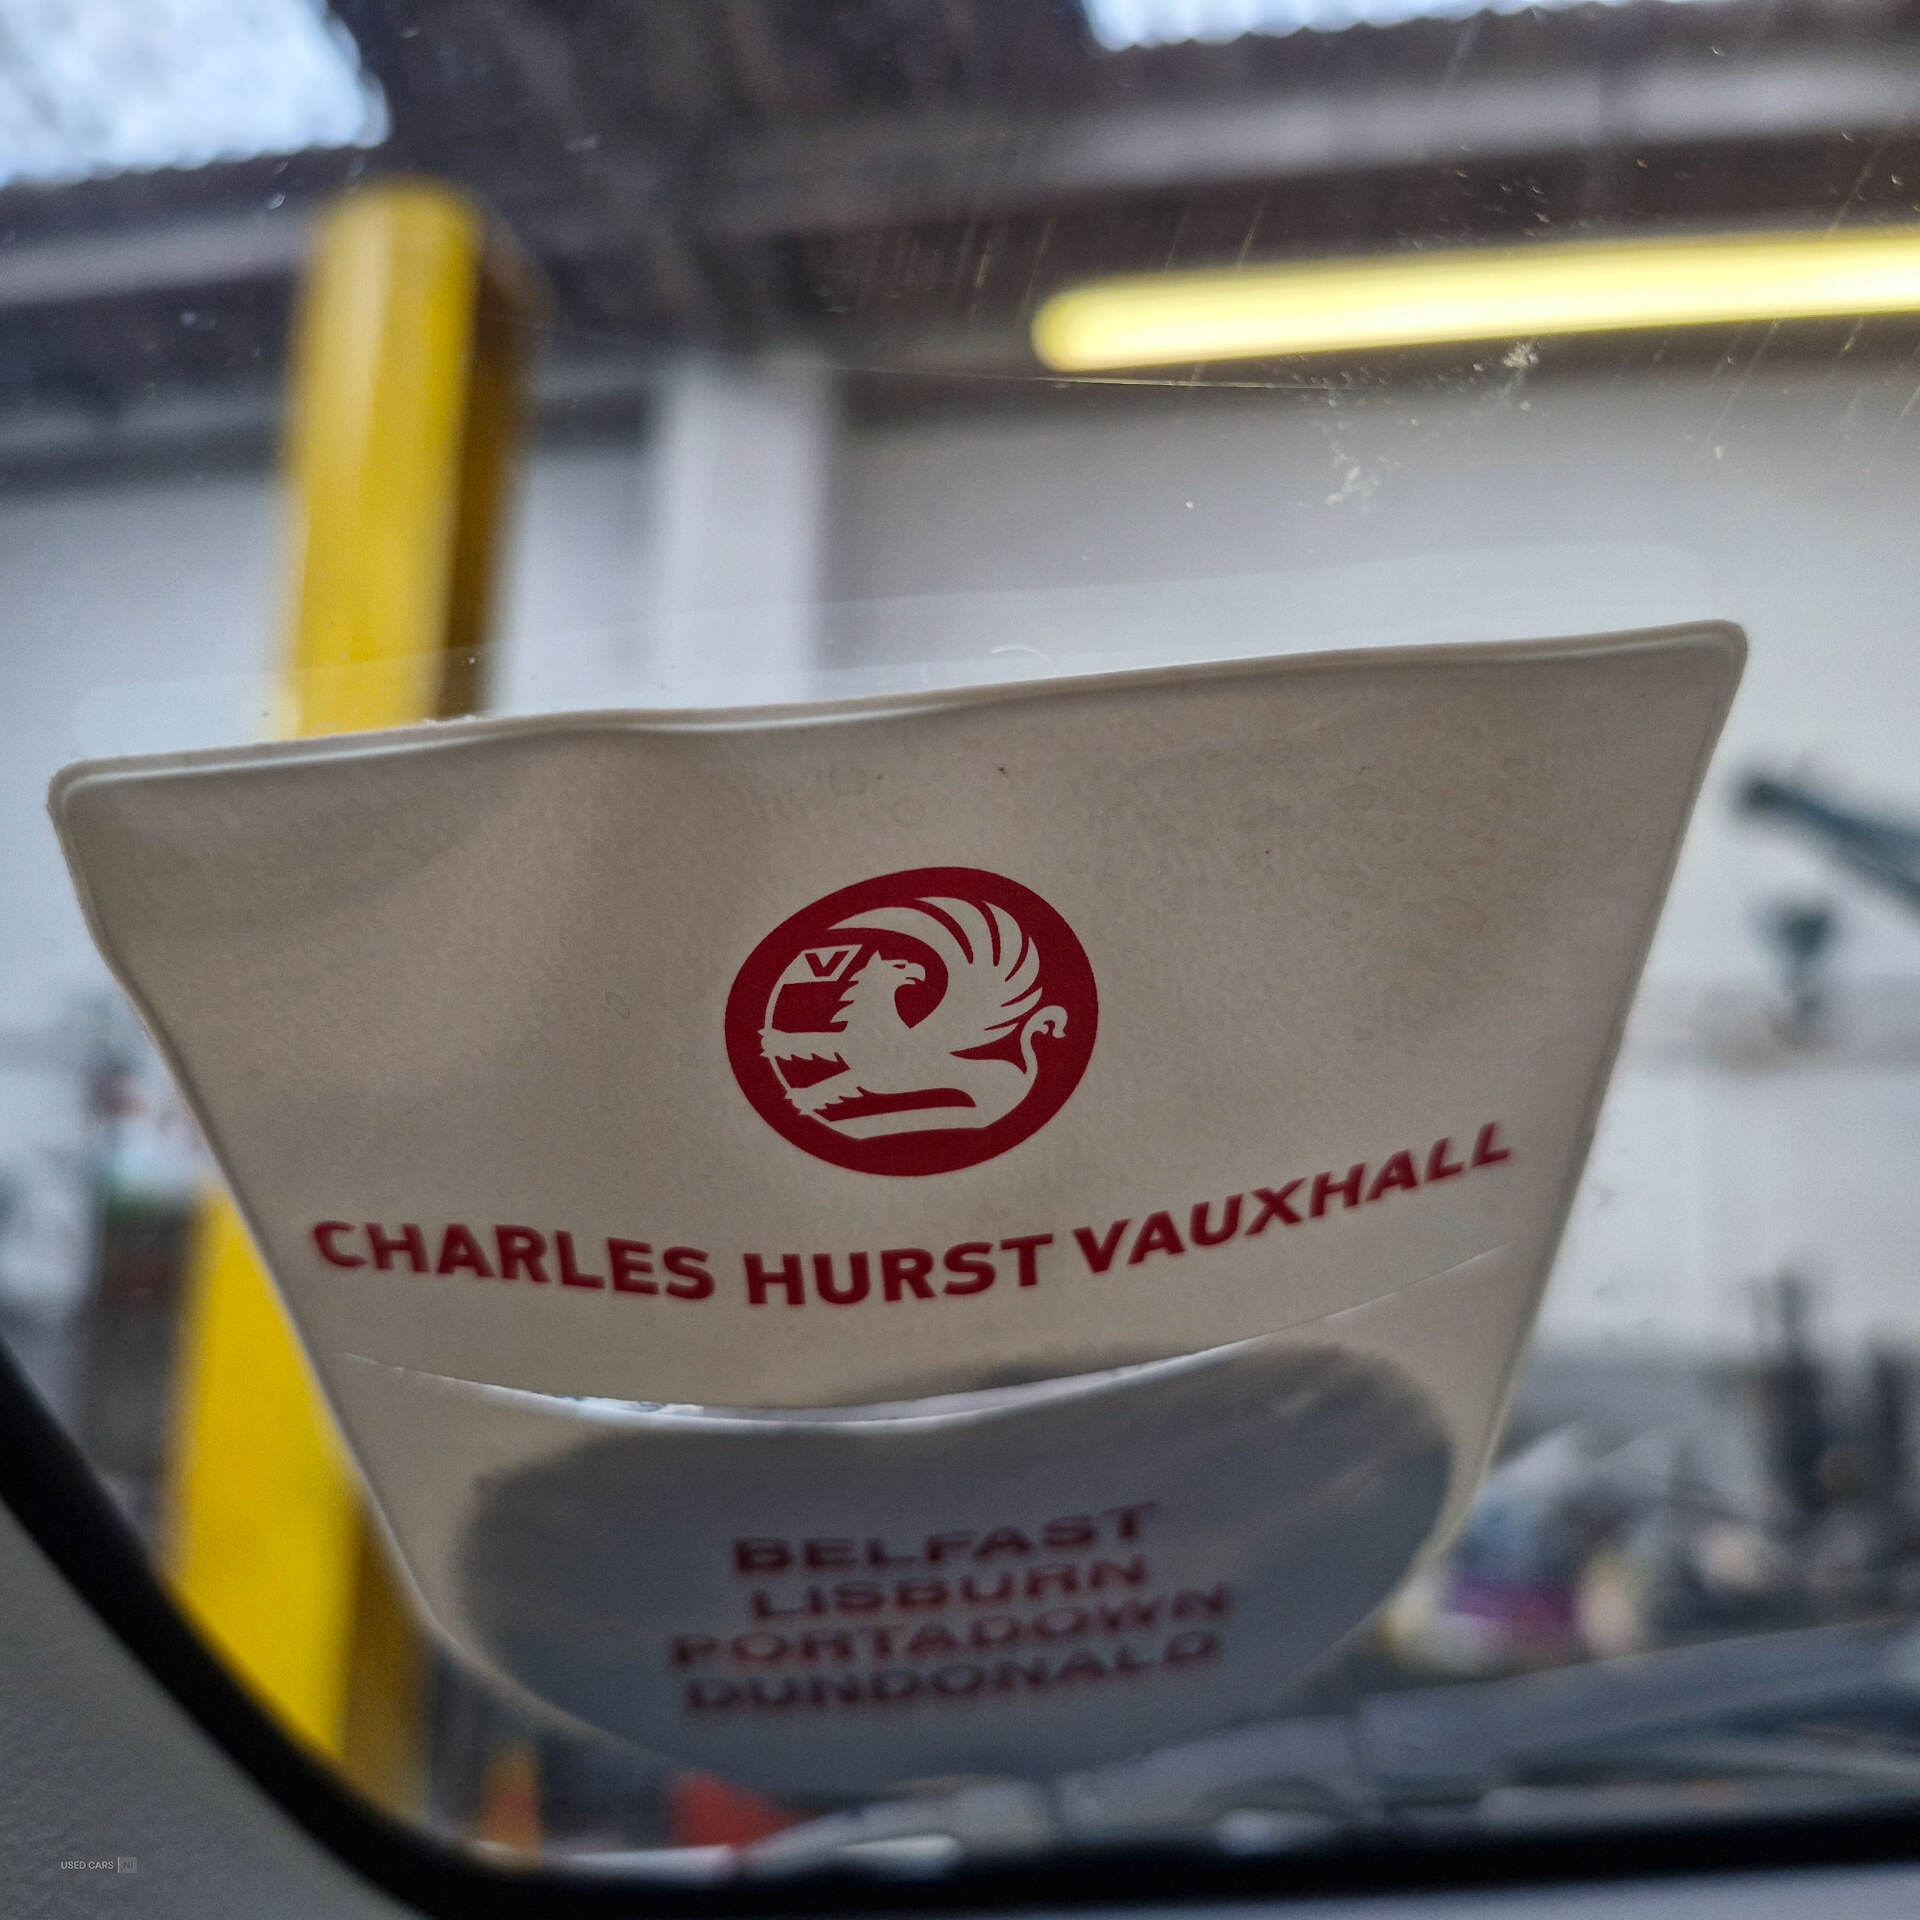 V
CHARLES HURST VAUXHALL
BELFAST
LISBURN
PORTADOWN
DUNDONALD
USED CARS NI